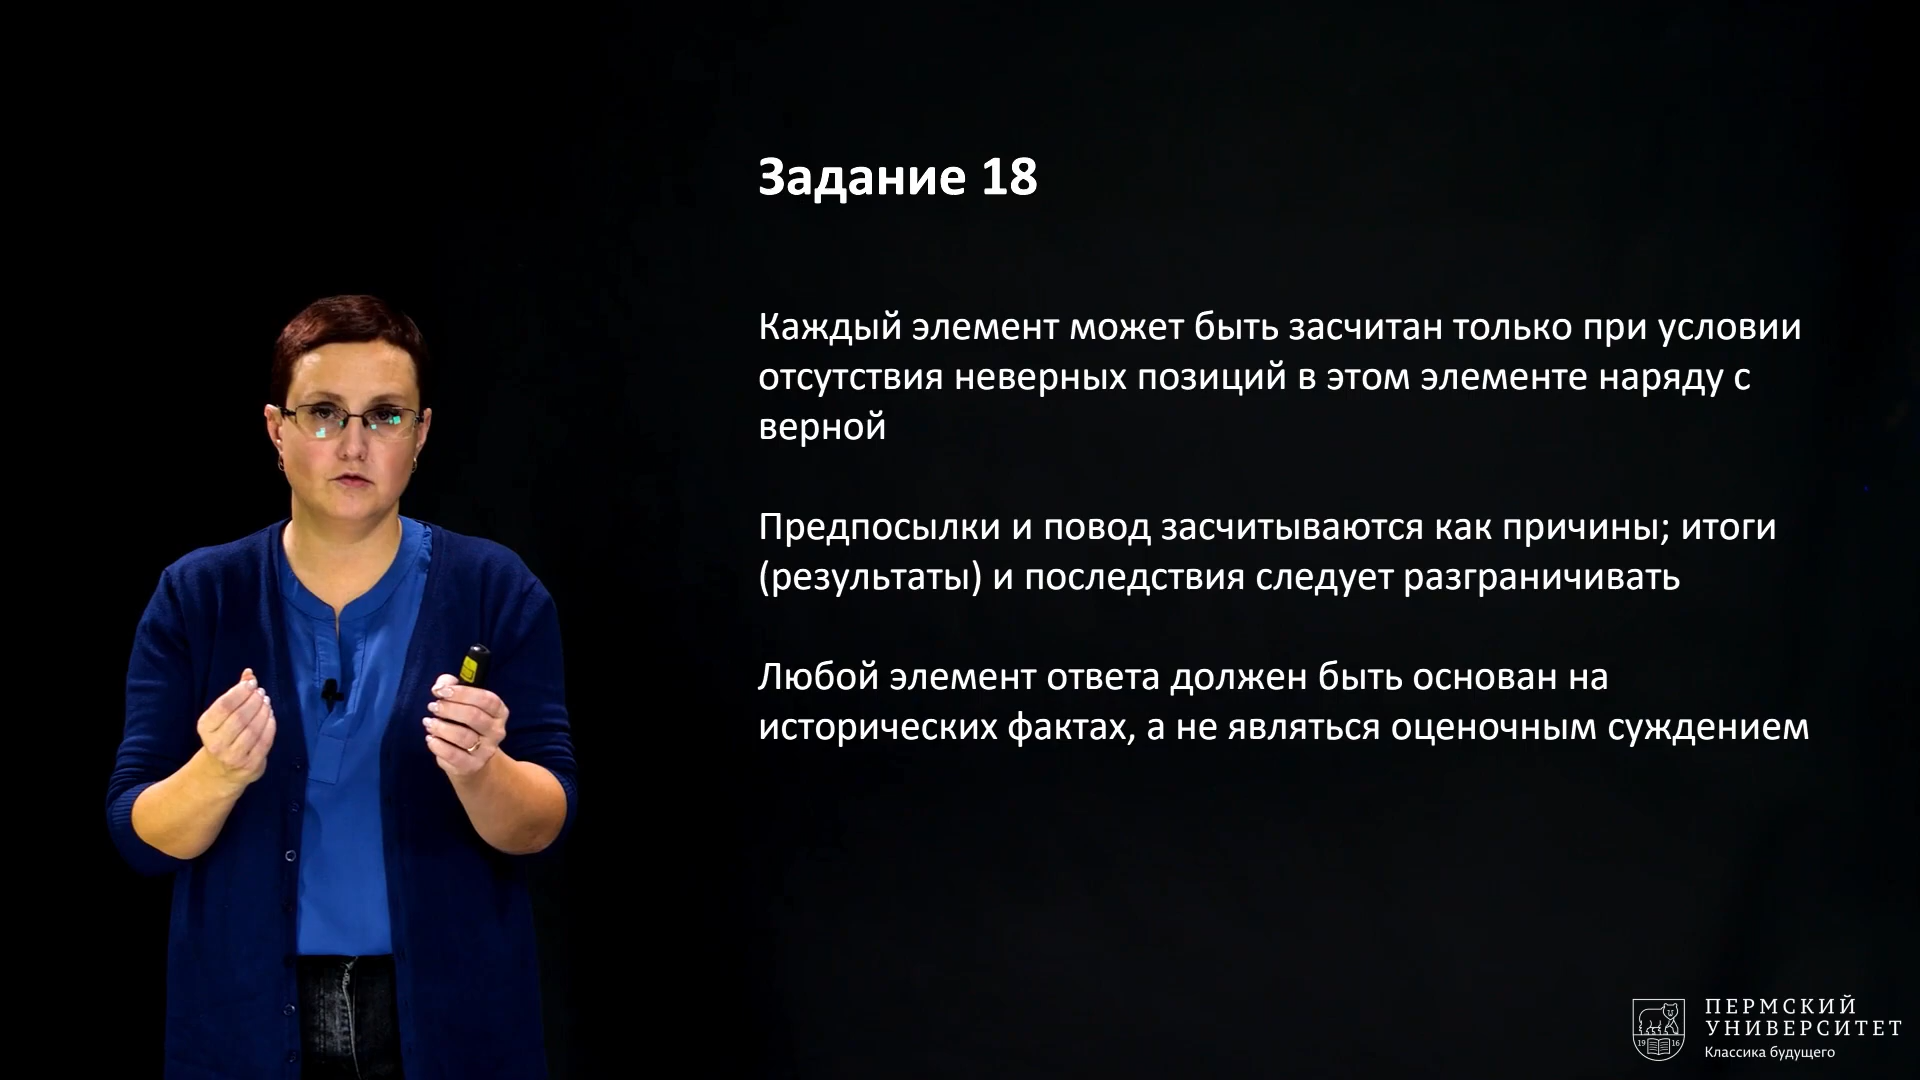 Задание 18
Каждый элемент может быть засчитан только при условии
отсутствия неверных позиций в этом элементе наряду с
верной
Предпосылки и повод засчитываются как причины; итоги
(результаты) и последствия следует разграничивать
Любой элемент ответа должен быть основан на
исторических фактах, а не являться оценочным суждением
19 16
ПЕРМСКИЙ
УНИВЕРСИТЕТ
Классика будущего